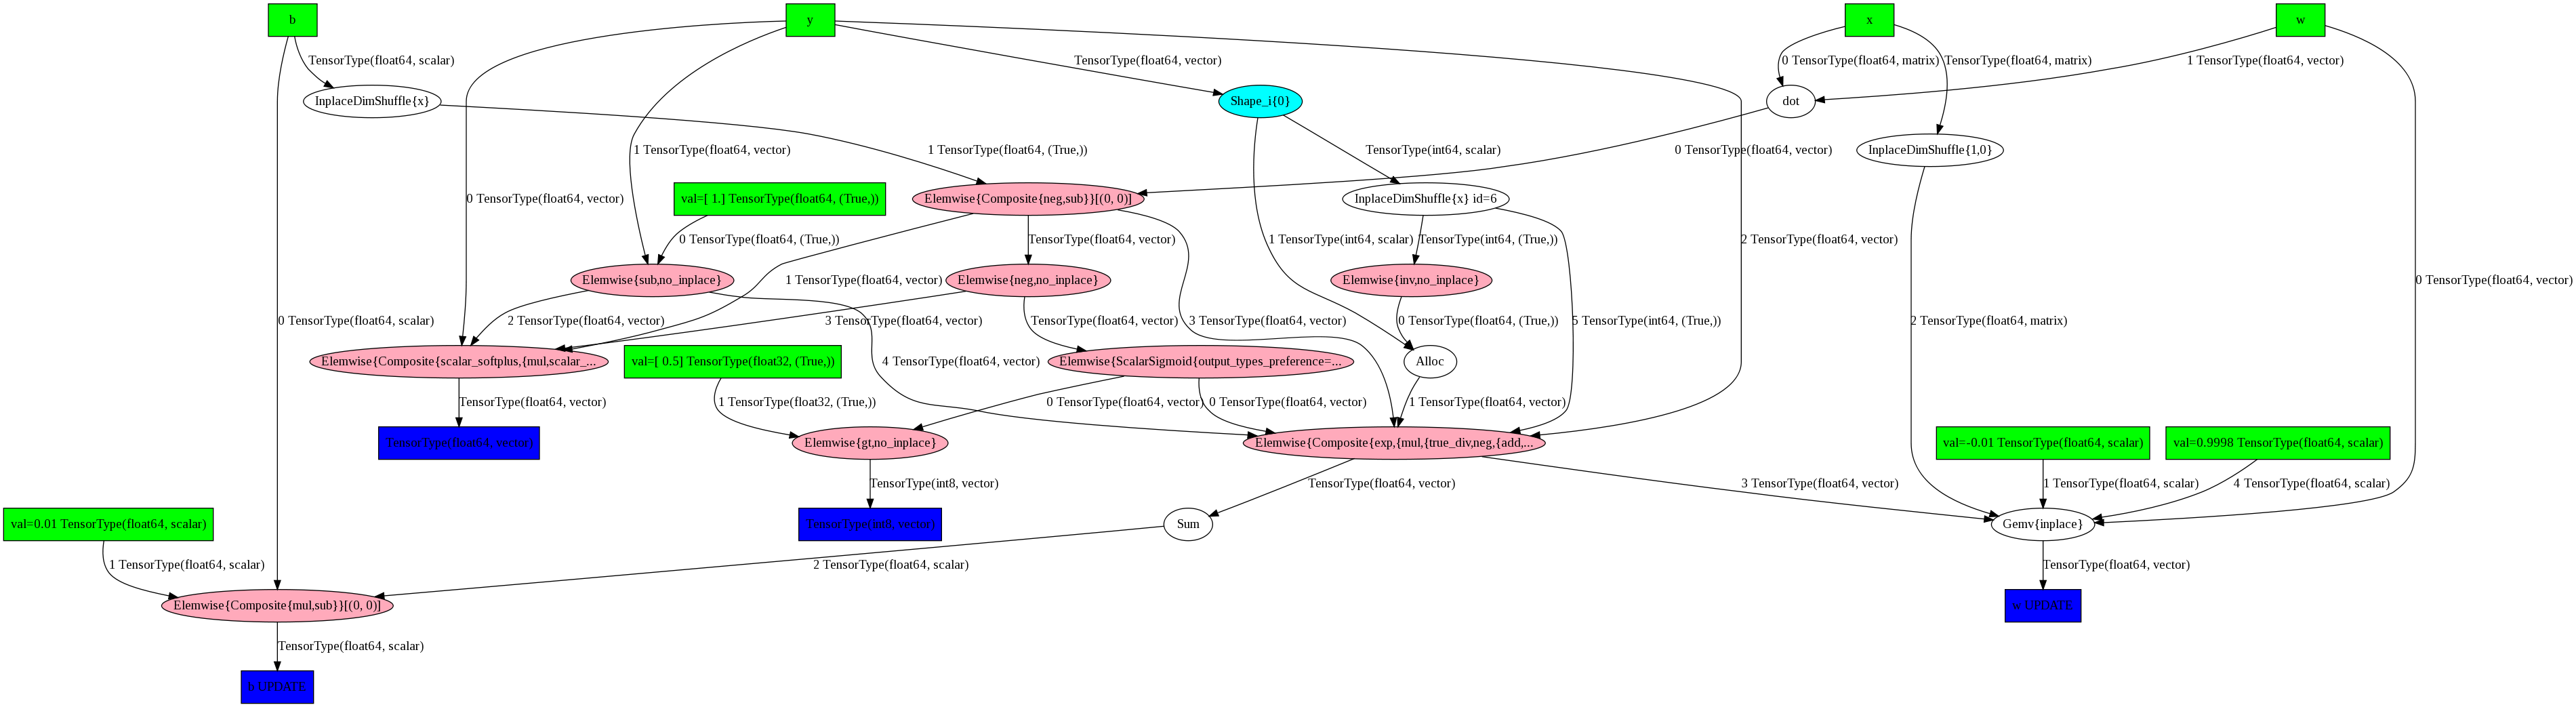 b
y
x
w
TensorType(float64, scalar)
TensorType(float64, vector)
0 TensorType(float64, matrix)
TensorType(float64, matrix)
1 TensorType(float64, vector)
InplaceDimShuffle{x}
Shape_i{0}
dot
1 TensorType(float64, vector)
1 TensorType(float64, (True,))
TensorType(int64, scalar)
0 TensorType(float64, vector)
InplaceDimShuffle{1,0}
0 TensorType(float64, vector)
val=[ 1.] TensorType(float64, (True,))
Elemwise{Composite{neg,sub}}[(0, 0)]
InplaceDimShuffle{x} id=6
0 TensorType(float64, (True,))
TensorType(float64, vector)
1 TensorType(int64, scalar)
TensorType(int64, (True,))
2 TensorType(float64, vector)
Elemwise{sub,no_inplace}
1 TensorType(float64, vector)
Elemwise{neg,no_inplace}
Elemwise{inv,no_inplace}
0 TensorType(float64, vector)
0 TensorType(float64, scalar)
2 TensorType(float64, vector)
3 TensorType(float64, vector)
TensorType(float64, vector)
3 TensorType(float64, vector)
0 TensorType(float64, (True,))
5 TensorType(int64, (True,))
2 TensorType(float64, matrix)
Elemwise{Composite{scalar_softplus,{mul,scalar_...
val=[ 0.5] TensorType(float32, (True,))
4 TensorType(float64, vector)
Elemwise{ScalarSigmoid{output_types_preference=...
Alloc
TensorType(float64, vector)
1 TensorType(float32, (True,))
0 TensorType(float64, vector)
0 TensorType(float64, vector)
1 TensorType(float64, vector)
TensorType(float64, vector)
Elemwise{gt,no_inplace}
Elemwise{Composite{exp,{mul,{true_div,neg,{add,...
val=-0.01 TensorType(float64, scalar)
val=0.9998 TensorType(float64, scalar)
TensorType(int8, vector)
TensorType(float64, vector)
3 TensorType(float64, vector)
1 TensorType(float64, scalar)
4 TensorType(float64, scalar)
val=0.01 TensorType(float64, scalar)
TensorType(int8, vector)
Sum
Gemv{inplace}
1 TensorType(float64, scalar)
2 TensorType(float64, scalar)
TensorType(float64, vector)
Elemwise{Composite{mul,sub}}[(0, 0)]
w UPDATE
TensorType(float64, scalar)
b UPDATE